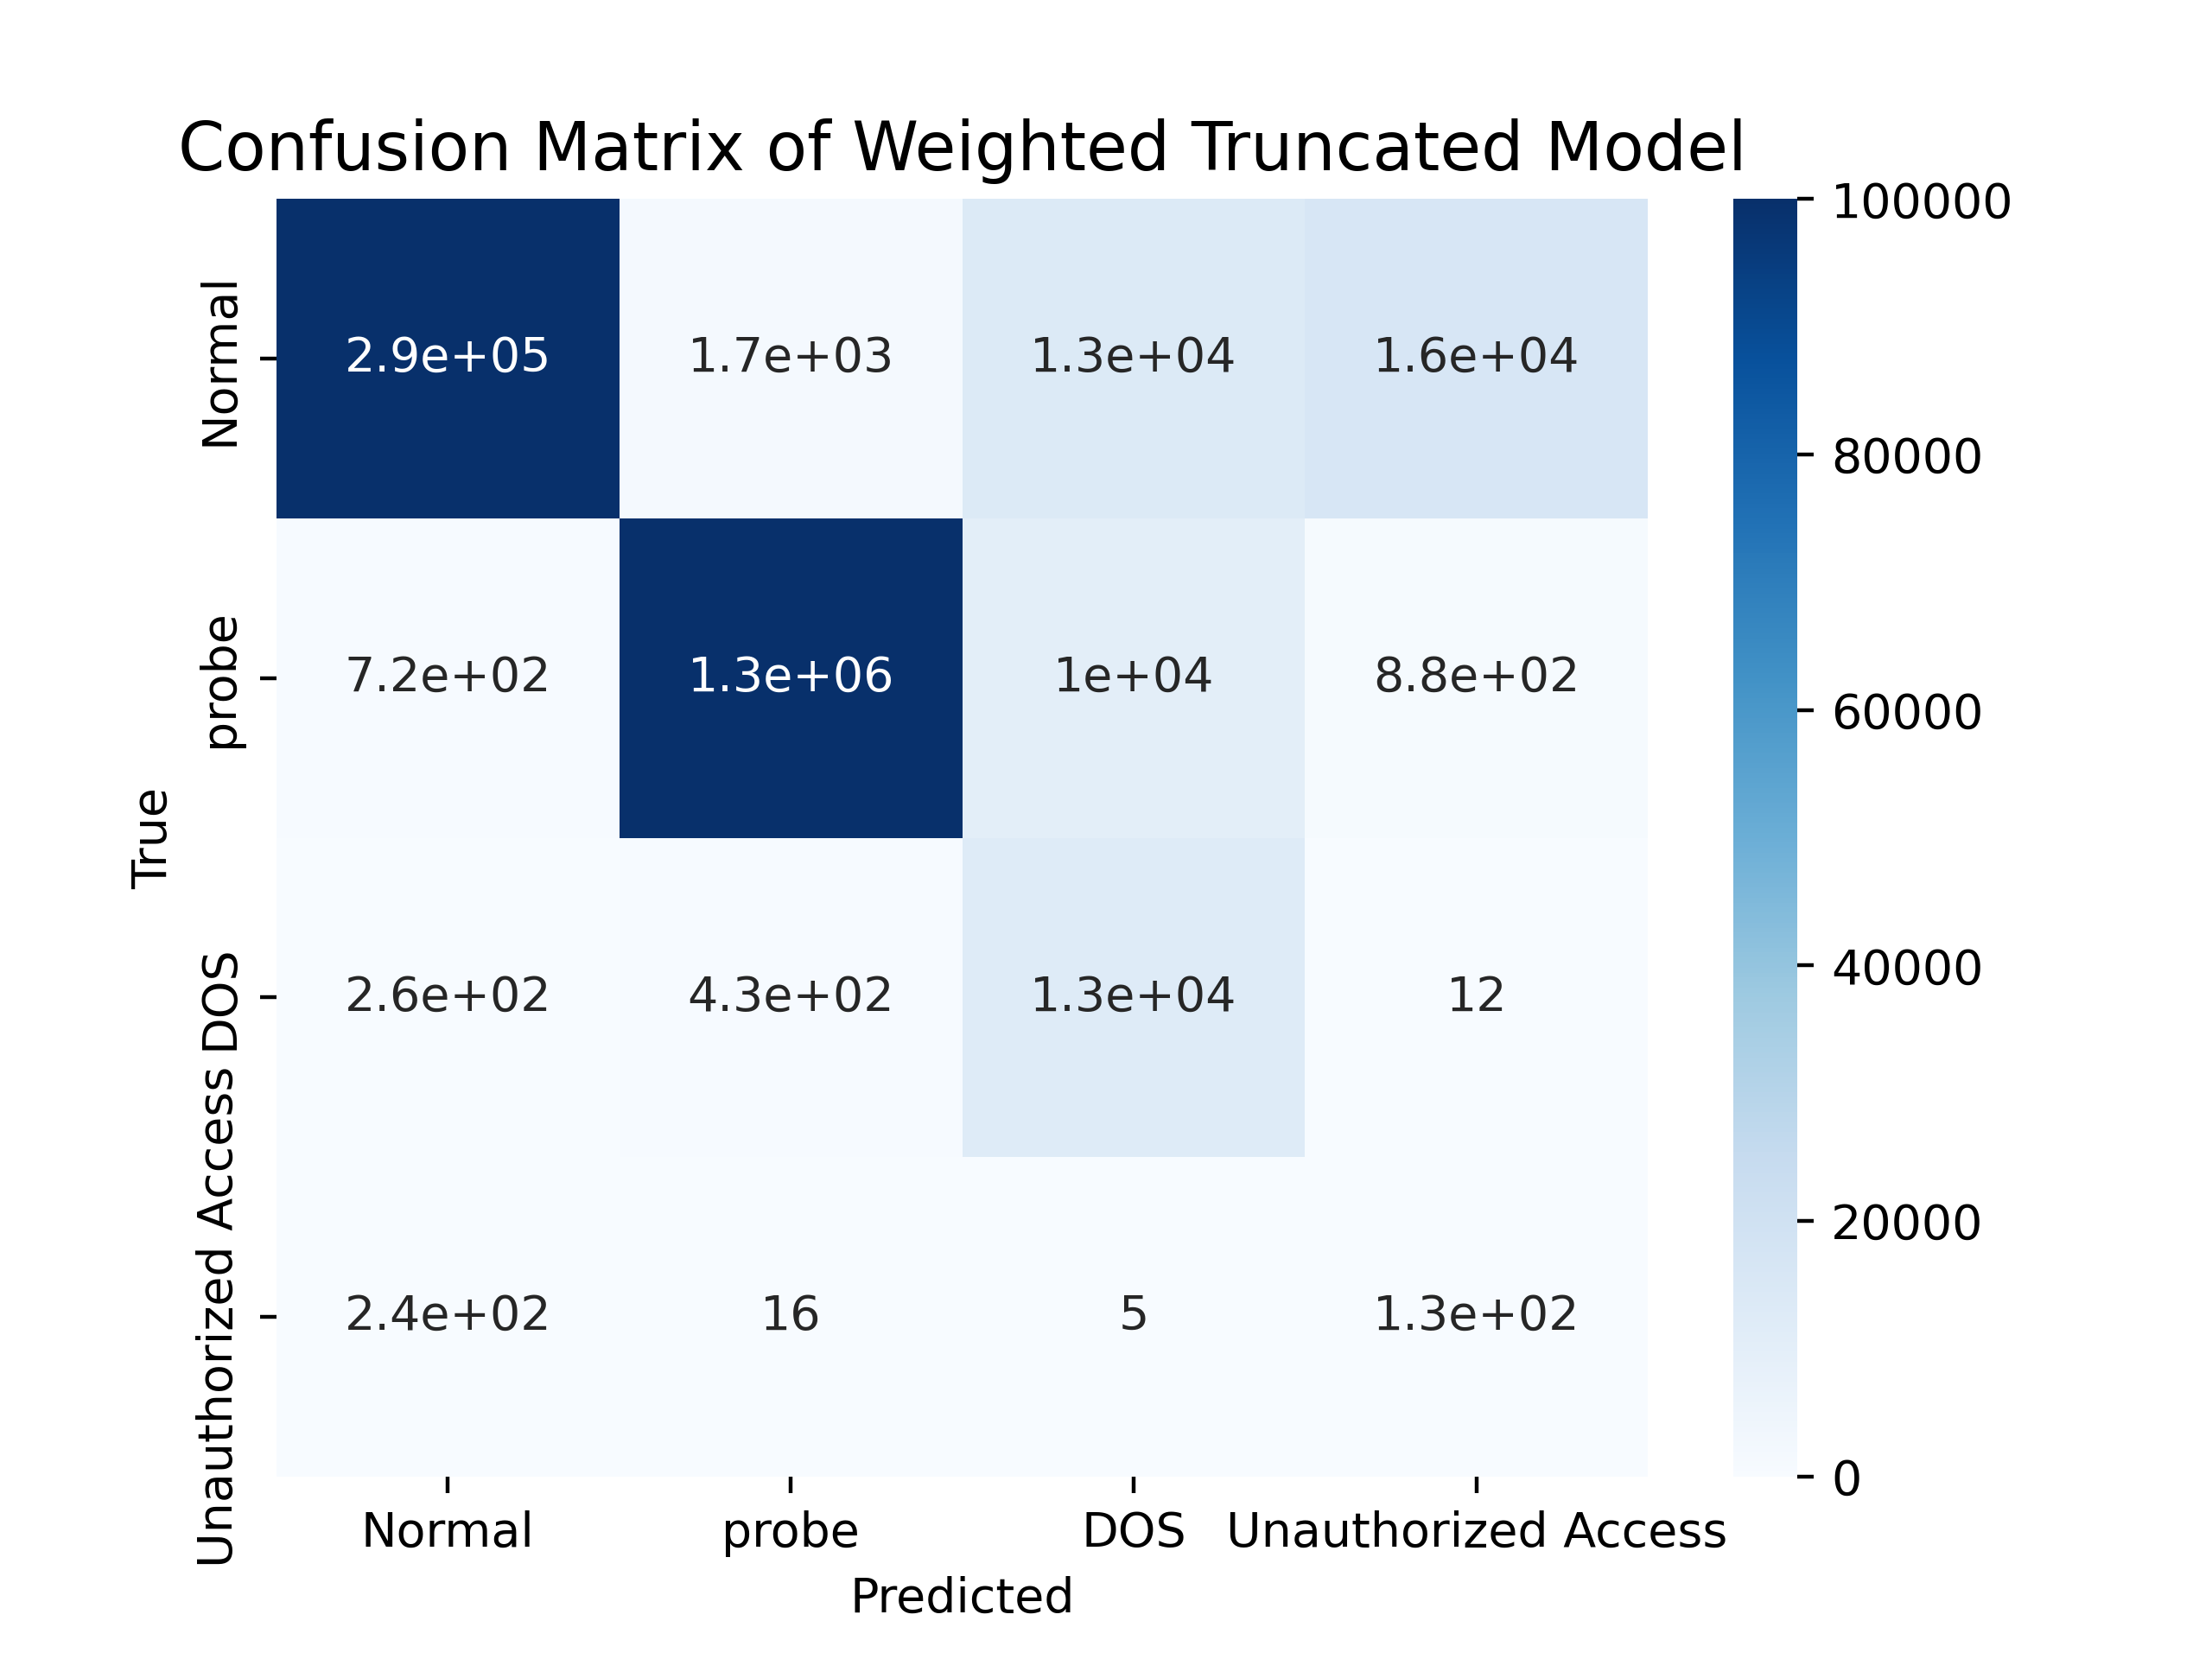 Confusion Matrix of Weighted Truncated Model
Normal
2.9e+05 1.7e+03 1.3e+04 1.6e+04
probe
7.2e+02 1.3e+06 1e+04 8.8e+02
DOS
2.6e+02 4.3e+02 1.3e+04 12
Unauthorized Access
2.4e+02 16 5 1.3e+02
True
Normal probe DOS Unauthorized Access
Predicted
100000
80000
60000
40000
20000
0